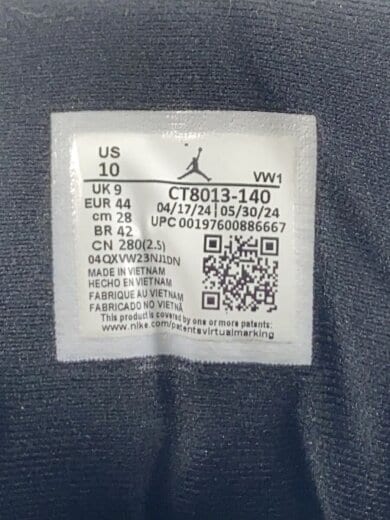 US
10
VW1
UK 9
CT8013-140
EUR 44
04/17/24 | 05/30/24
cm 28
UPC 00197600886667
BR 42
CN 280(2.5)
04QXVW23NJ1DN
MADE IN VIETNAM
HECHO EN VIETNAM
FABRIQUE AU VIETNAM
FABRICADO NO VIETNÃ
This product is covered by one or more patents:
www.nike.com/patentsvirtualmarking